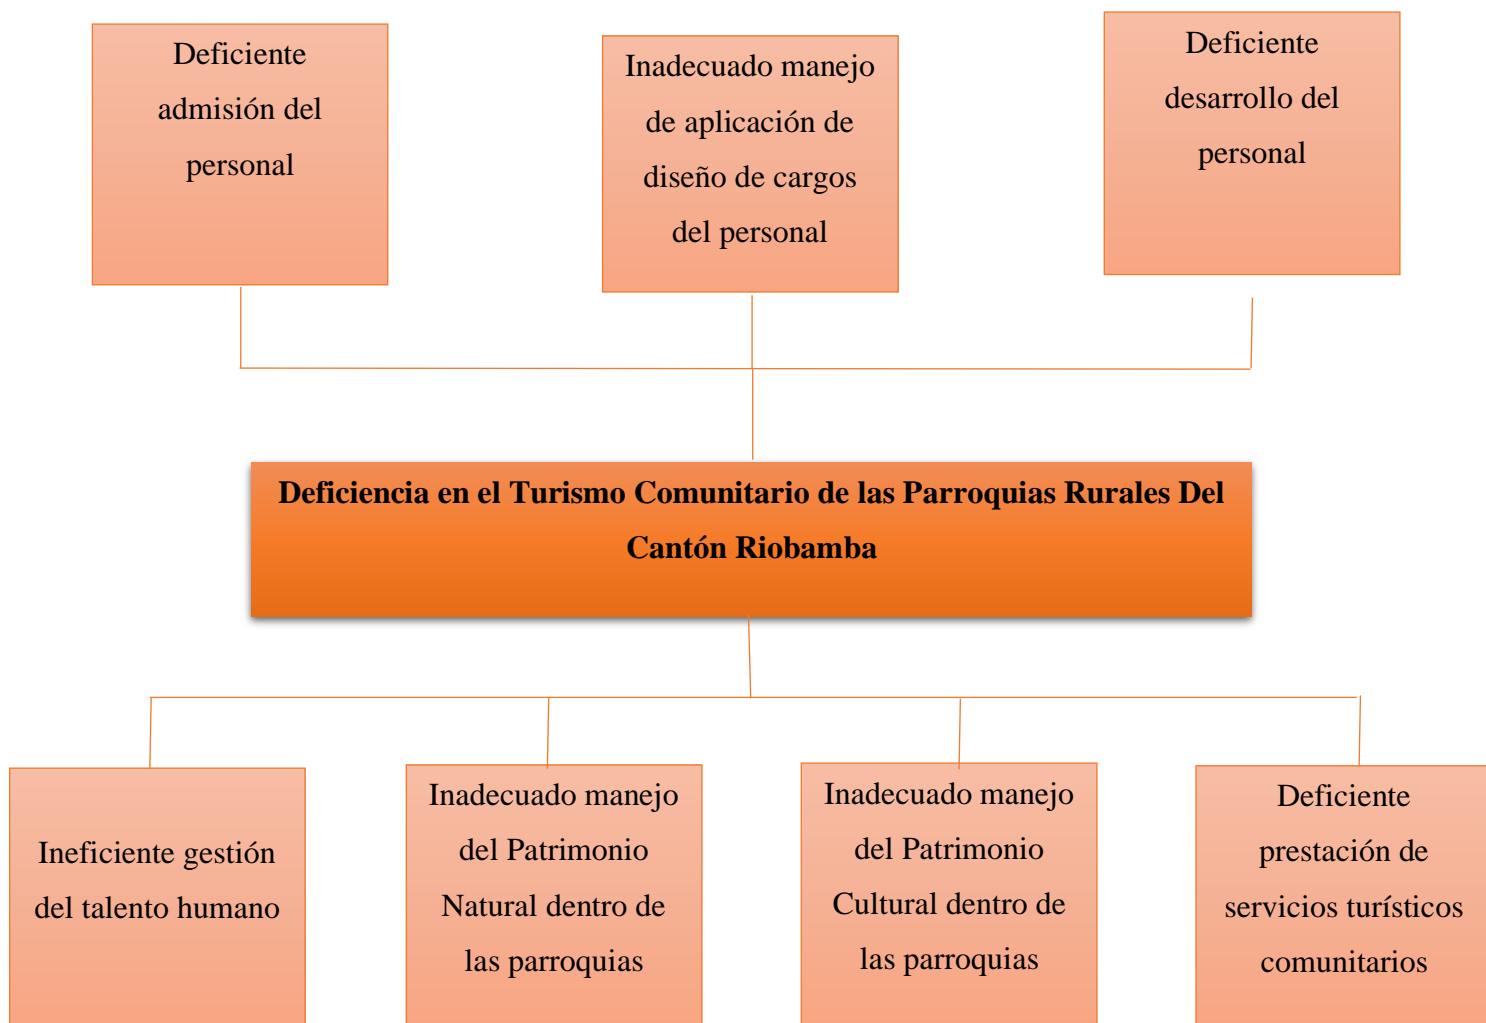 Deficiente
admisión del
personal
Inadecuado manejo
de aplicación de
diseño de cargos
del personal
Deficiente
desarrollo del
personal
Deficiencia en el Turismo Comunitario de las Parroquias Rurales Del
Cantón Riobamba
Ineficiente gestión
del talento humano
Inadecuado manejo
del Patrimonio
Natural dentro de
las parroquias
Inadecuado manejo
del Patrimonio
Cultural dentro de
las parroquias
Deficiente
prestación de
servicios turísticos
comunitarios